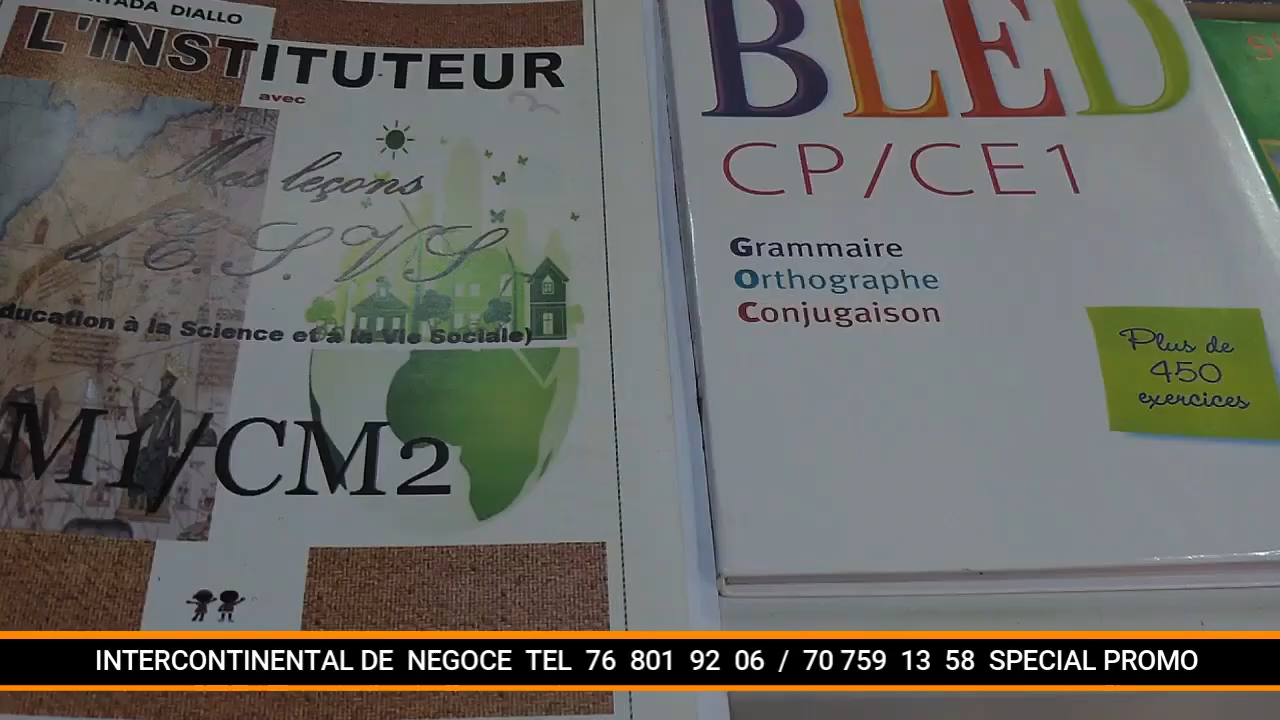 DIALLO
L'INSTITUTEUR
avec
Mes leçons
d'E.S.V.S
ducation à la Science et à la Vie Sociale)
M1/CM2
BLED
CP/CE1
Grammaire
Orthographe
Conjugaison
Plus de
450
exercices
INTERCONTINENTAL DE NEGOCE TEL 76 801 92 06 / 70 759 13 58 SPECIAL PROMO